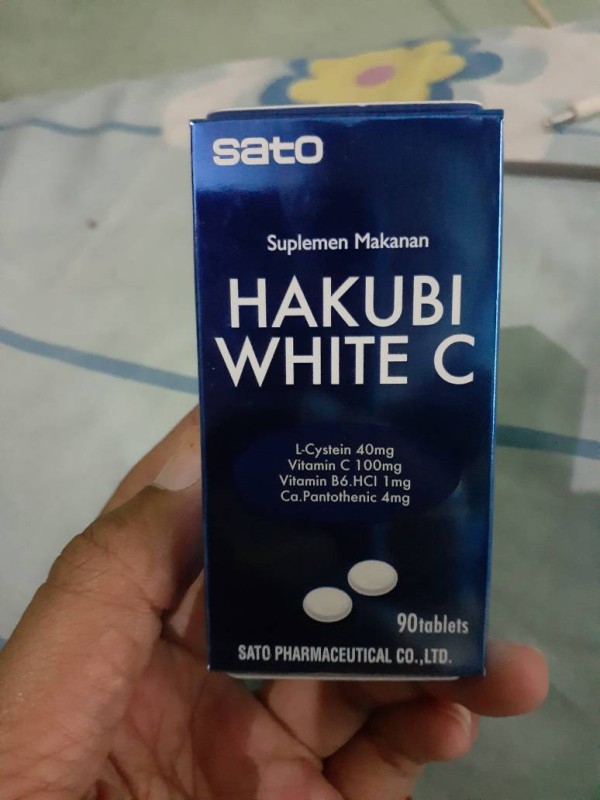 sato
Suplemen Makanan
HAKUBI
WHITE C
L-Cystein 40mg
Vitamin C 100mg
Vitamin B6.HCl 1mg
Ca.Pantothenic 4mg
90tablets
SATO PHARMACEUTICAL CO.,LTD.